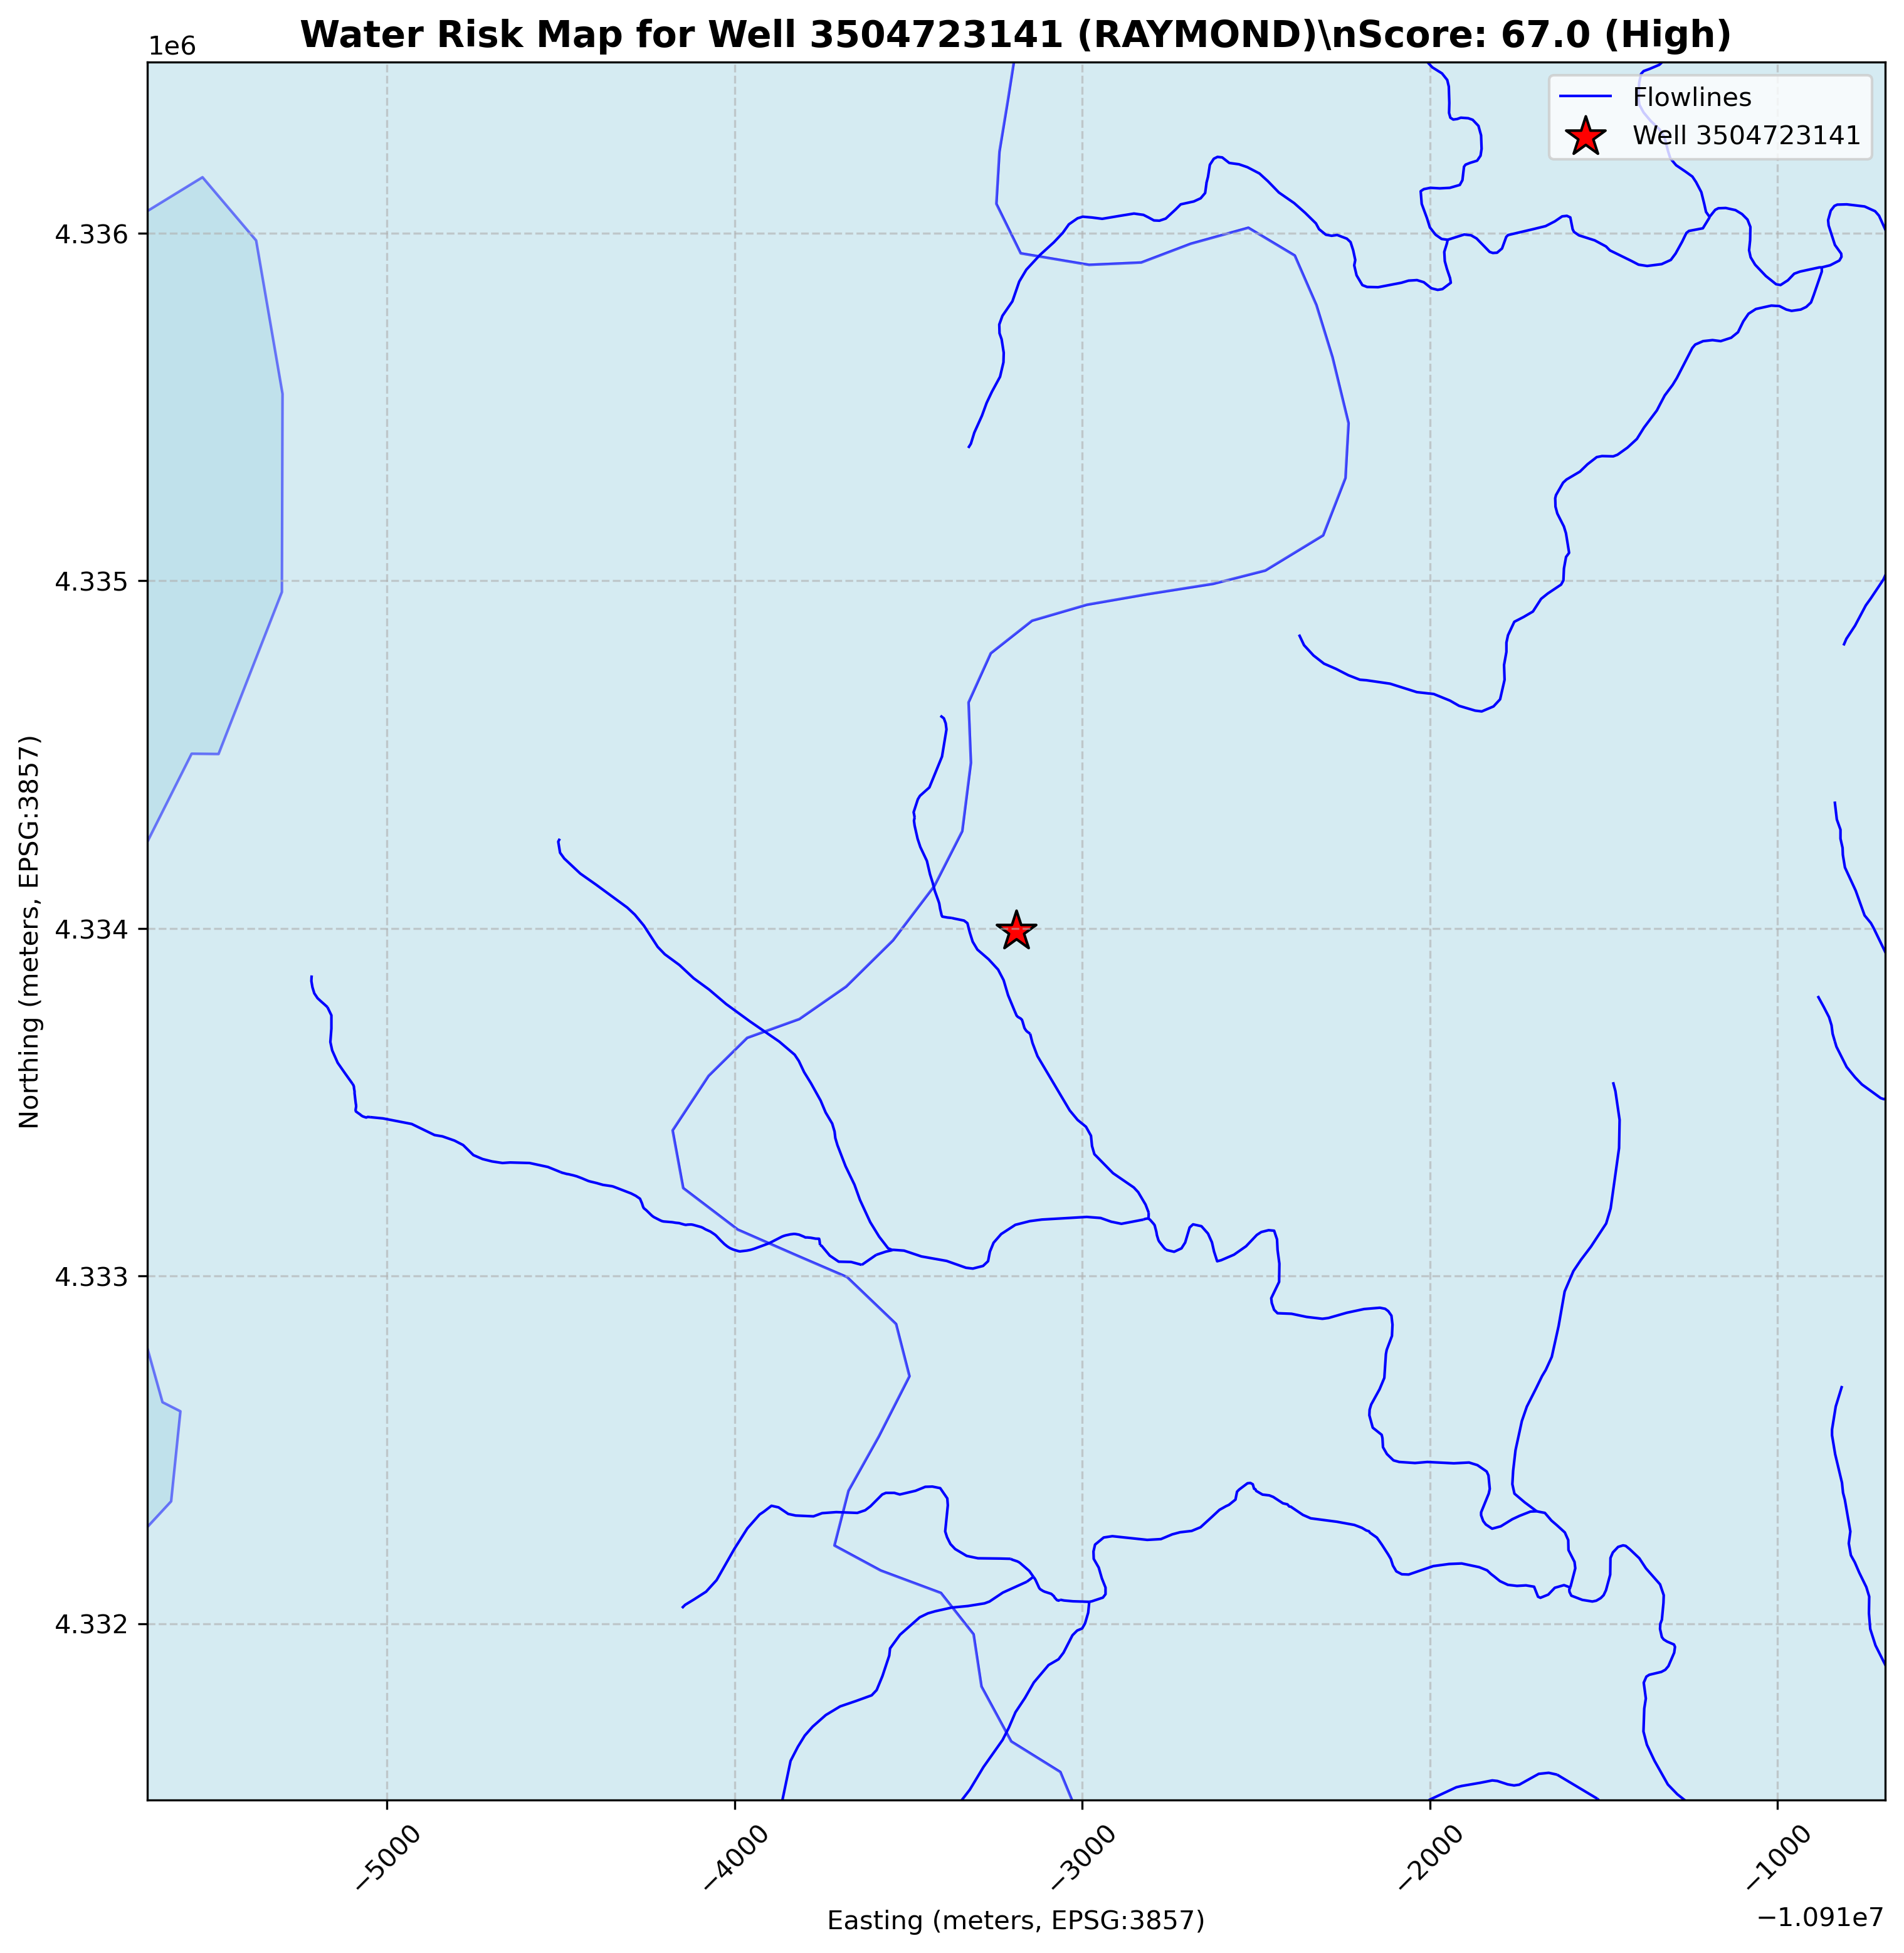 Water Risk Map for Well 3504723141 (RAYMOND)\nScore: 67.0 (High)
1e6
Flowlines
Well 3504723141
4.336
4.335
4.334
4.333
4.332
Northing (meters, EPSG:3857)
−5000
−4000
−3000
−2000
−1000
Easting (meters, EPSG:3857)
−1.091e7